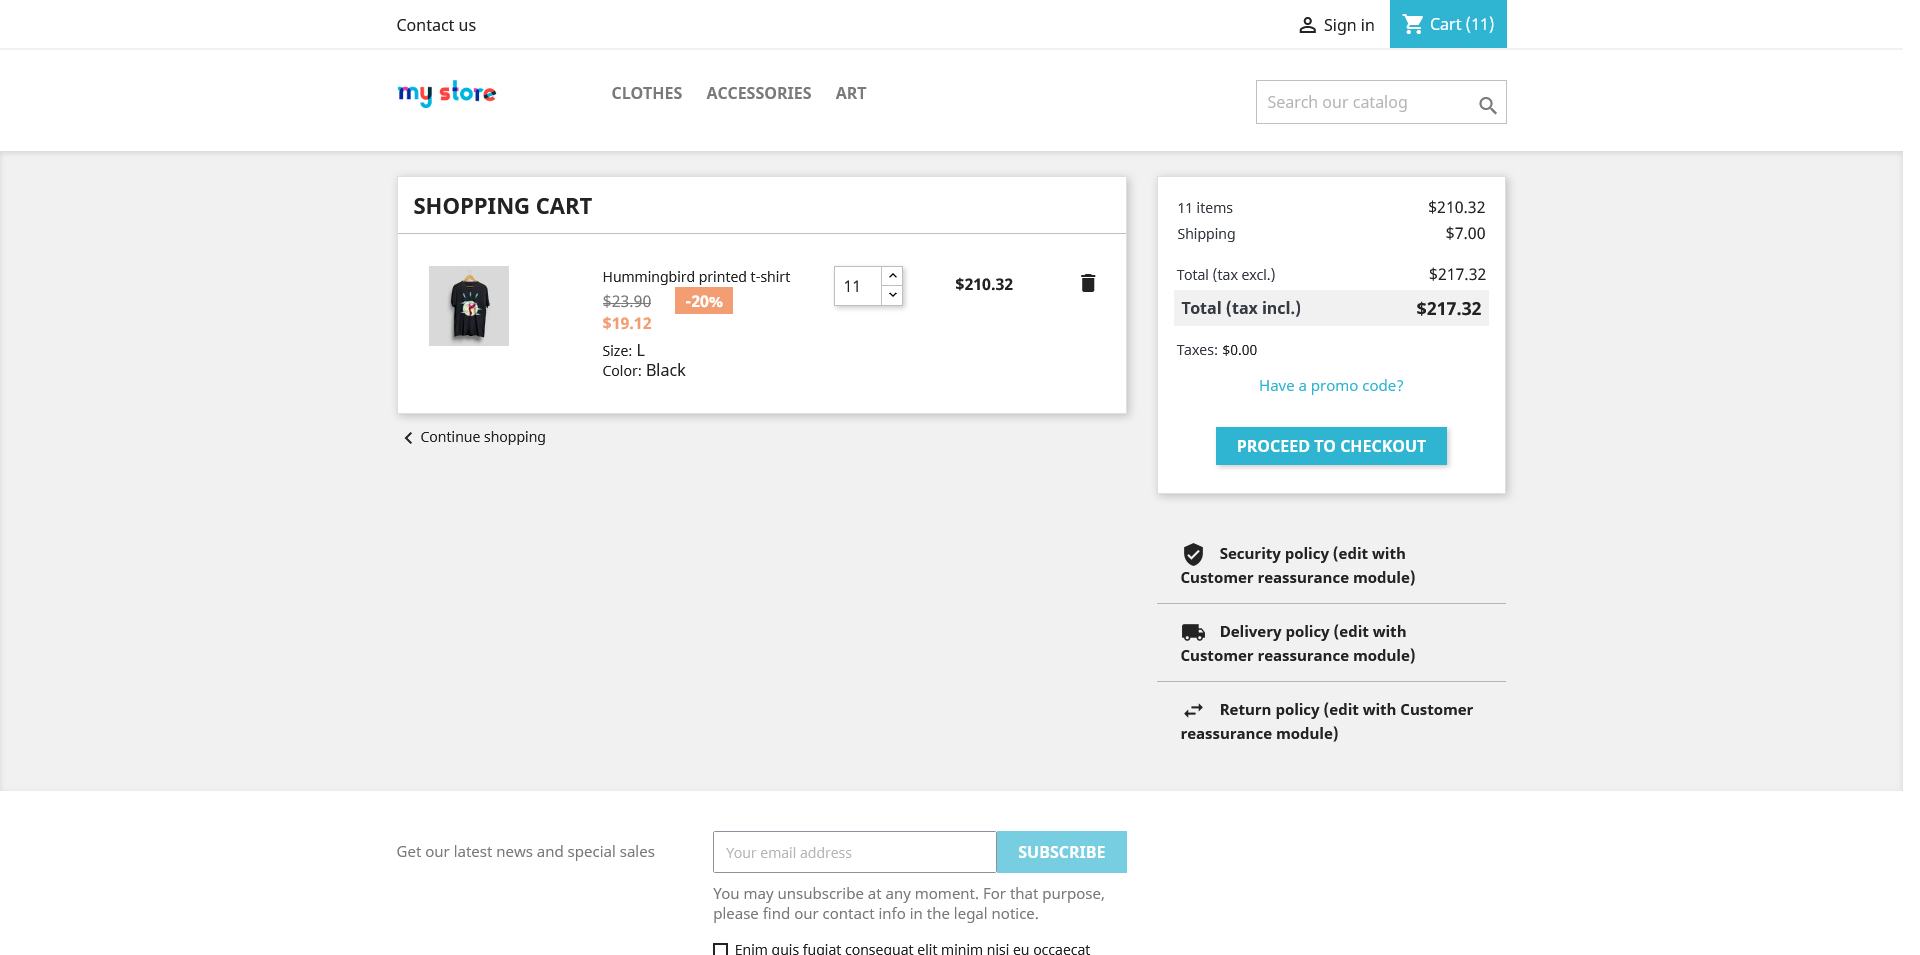 Contact us
Sign in
Cart (11)
my store
CLOTHES
ACCESSORIES
ART
Search our catalog
SHOPPING CART
Hummingbird printed t-shirt
$23.90
-20%
$19.12
Size: L
Color: Black
11
$210.32
Continue shopping
11 items
$210.32
Shipping
$7.00
Total (tax excl.)
$217.32
Total (tax incl.)
$217.32
Taxes: $0.00
Have a promo code?
PROCEED TO CHECKOUT
Security policy (edit with
Customer reassurance module)
Delivery policy (edit with
Customer reassurance module)
Return policy (edit with Customer
reassurance module)
Get our latest news and special sales
Your email address
SUBSCRIBE
You may unsubscribe at any moment. For that purpose,
please find our contact info in the legal notice.
Enim quis fugiat consequat elit minim nisi eu occaecat